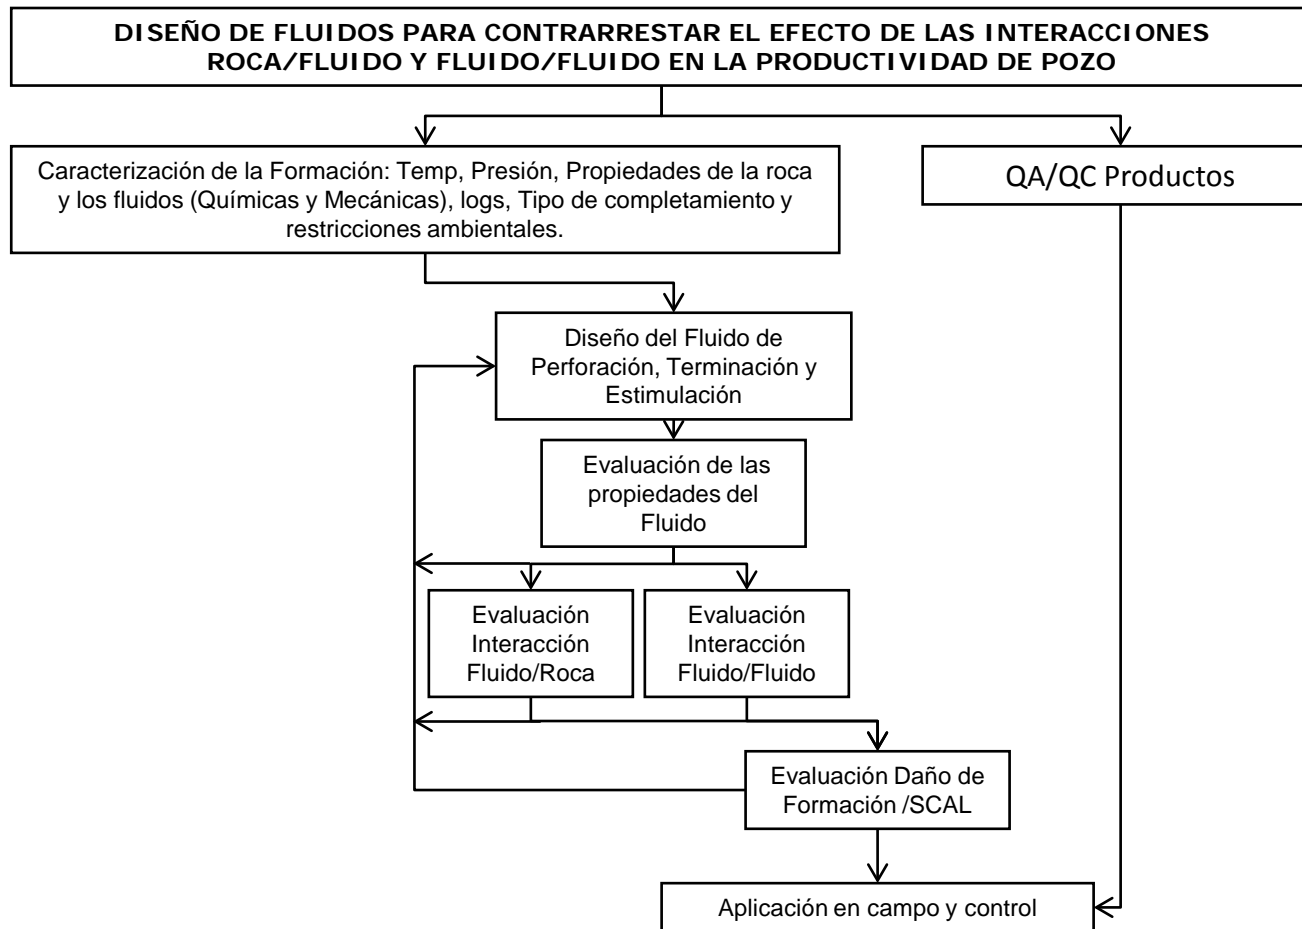 DISEÑO DE FLUIDOS PARA CONTRARRESTAR EL EFECTO DE LAS INTERACCIONES
ROCA/FLUIDO Y FLUIDO/FLUIDO EN LA PRODUCTIVIDAD DE POZO
Caracterización de la Formación: Temp, Presión, Propiedades de la roca
y los fluidos (Químicas y Mecánicas), logs, Tipo de completamiento y
restricciones ambientales.
QA/QC Productos
Diseño del Fluido de
Perforación, Terminación y
Estimulación
Evaluación de las
propiedades del
Fluido
Evaluación
Interacción
Fluido/Roca
Evaluación
Interacción
Fluido/Fluido
Evaluación Daño de
Formación /SCAL
Aplicación en campo y control